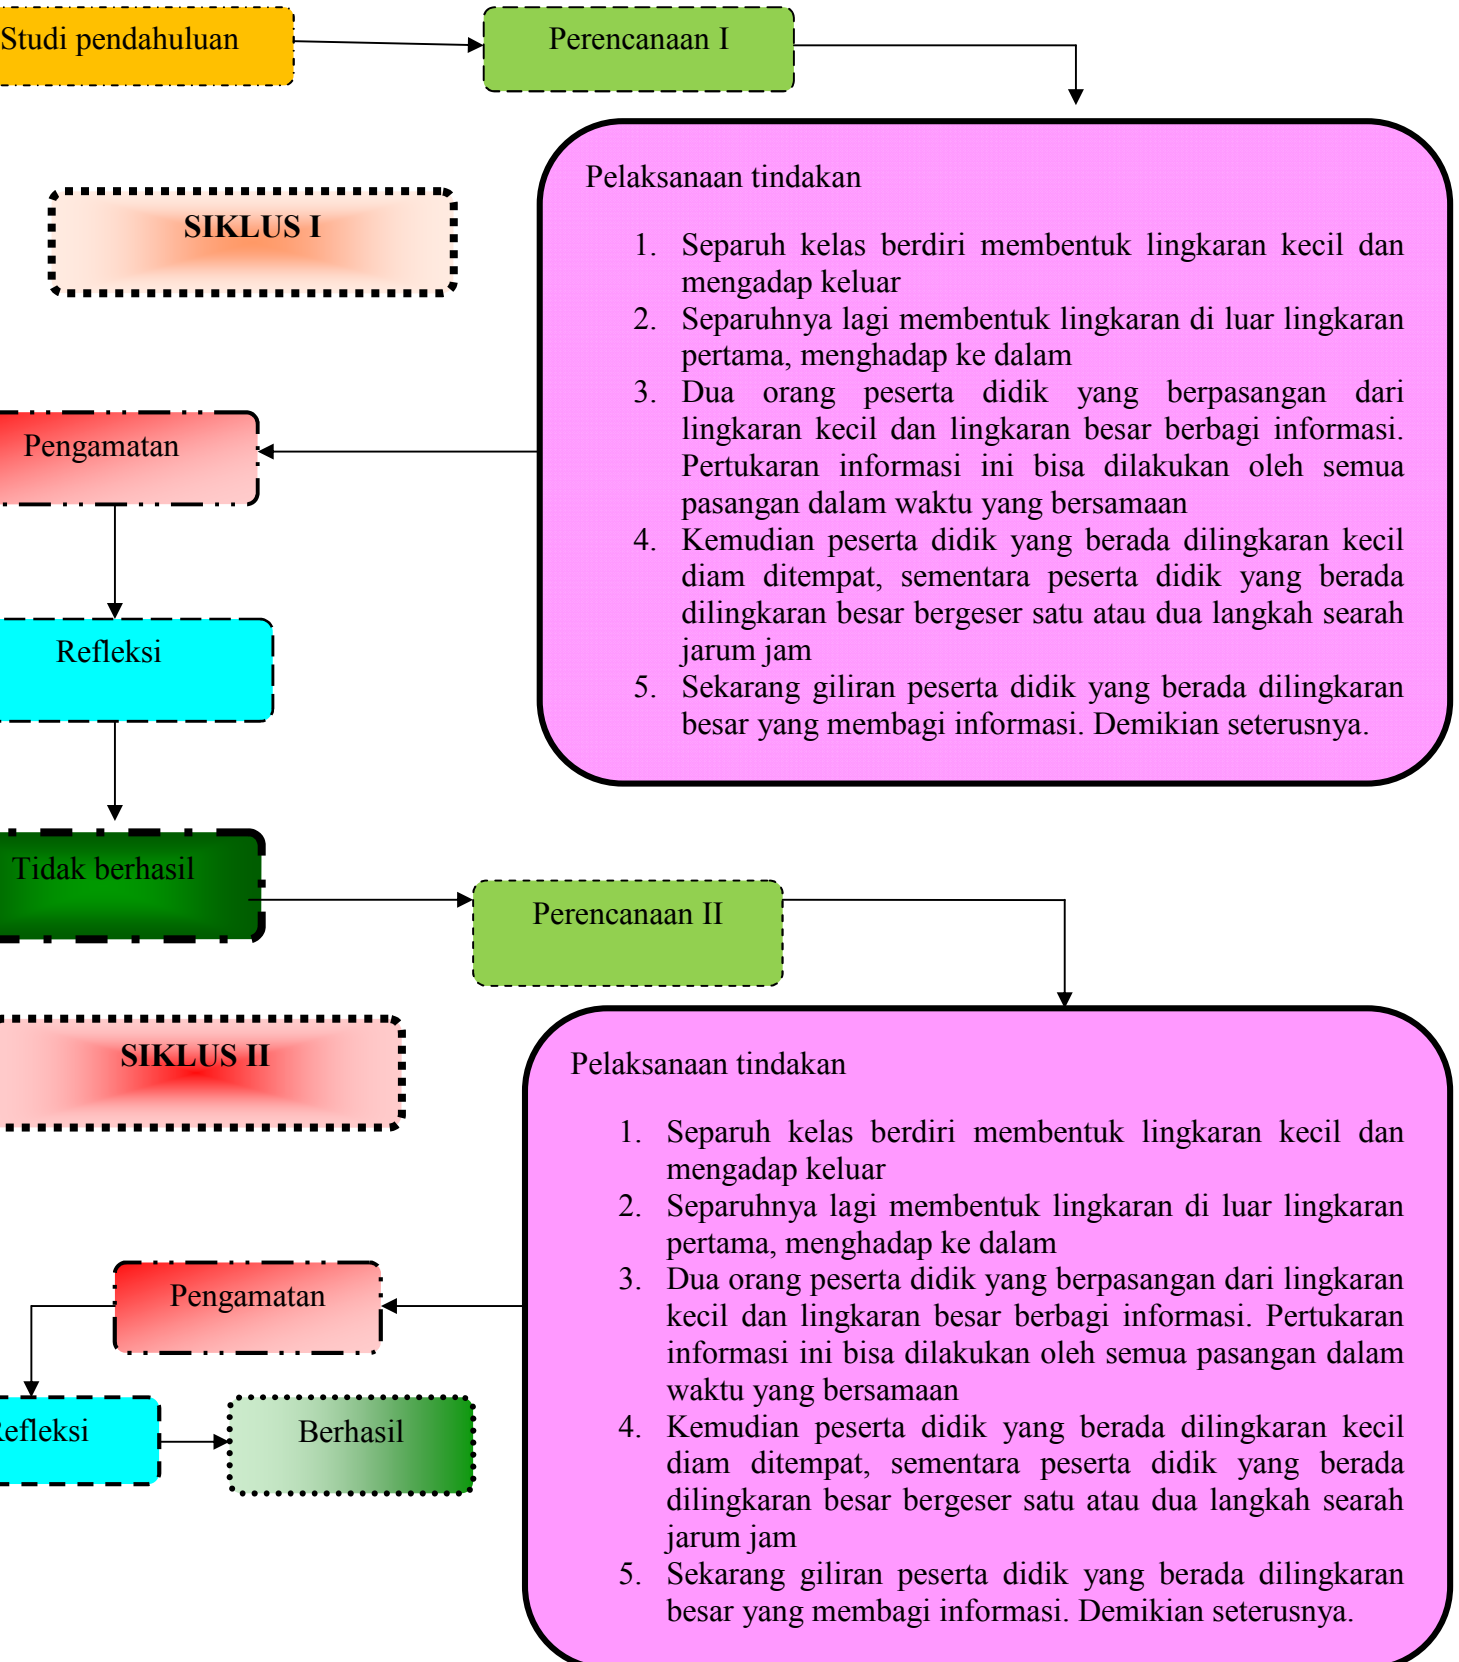 Studi pendahuluan
Perencanaan I
SIKLUS I
Pelaksanaan tindakan
1. Separuh kelas berdiri membentuk lingkaran kecil dan
mengadap keluar
2. Separuhnya lagi membentuk lingkaran di luar lingkaran
pertama, menghadap ke dalam
3. Dua orang peserta didik yang berpasangan dari
lingkaran kecil dan lingkaran besar berbagi informasi.
Pertukaran informasi ini bisa dilakukan oleh semua
pasangan dalam waktu yang bersamaan
4. Kemudian peserta didik yang berada dilingkaran kecil
diam ditempat, sementara peserta didik yang berada
dilingkaran besar bergeser satu atau dua langkah searah
jarum jam
5. Sekarang giliran peserta didik yang berada dilingkaran
besar yang membagi informasi. Demikian seterusnya.
Pengamatan
Refleksi
Tidak berhasil
Perencanaan II
SIKLUS II
Pelaksanaan tindakan
1. Separuh kelas berdiri membentuk lingkaran kecil dan
mengadap keluar
2. Separuhnya lagi membentuk lingkaran di luar lingkaran
pertama, menghadap ke dalam
3. Dua orang peserta didik yang berpasangan dari lingkaran
kecil dan lingkaran besar berbagi informasi. Pertukaran
informasi ini bisa dilakukan oleh semua pasangan dalam
waktu yang bersamaan
4. Kemudian peserta didik yang berada dilingkaran kecil
diam ditempat, sementara peserta didik yang berada
dilingkaran besar bergeser satu atau dua langkah searah
jarum jam
5. Sekarang giliran peserta didik yang berada dilingkaran
besar yang membagi informasi. Demikian seterusnya.
Pengamatan
efleksi
Berhasil